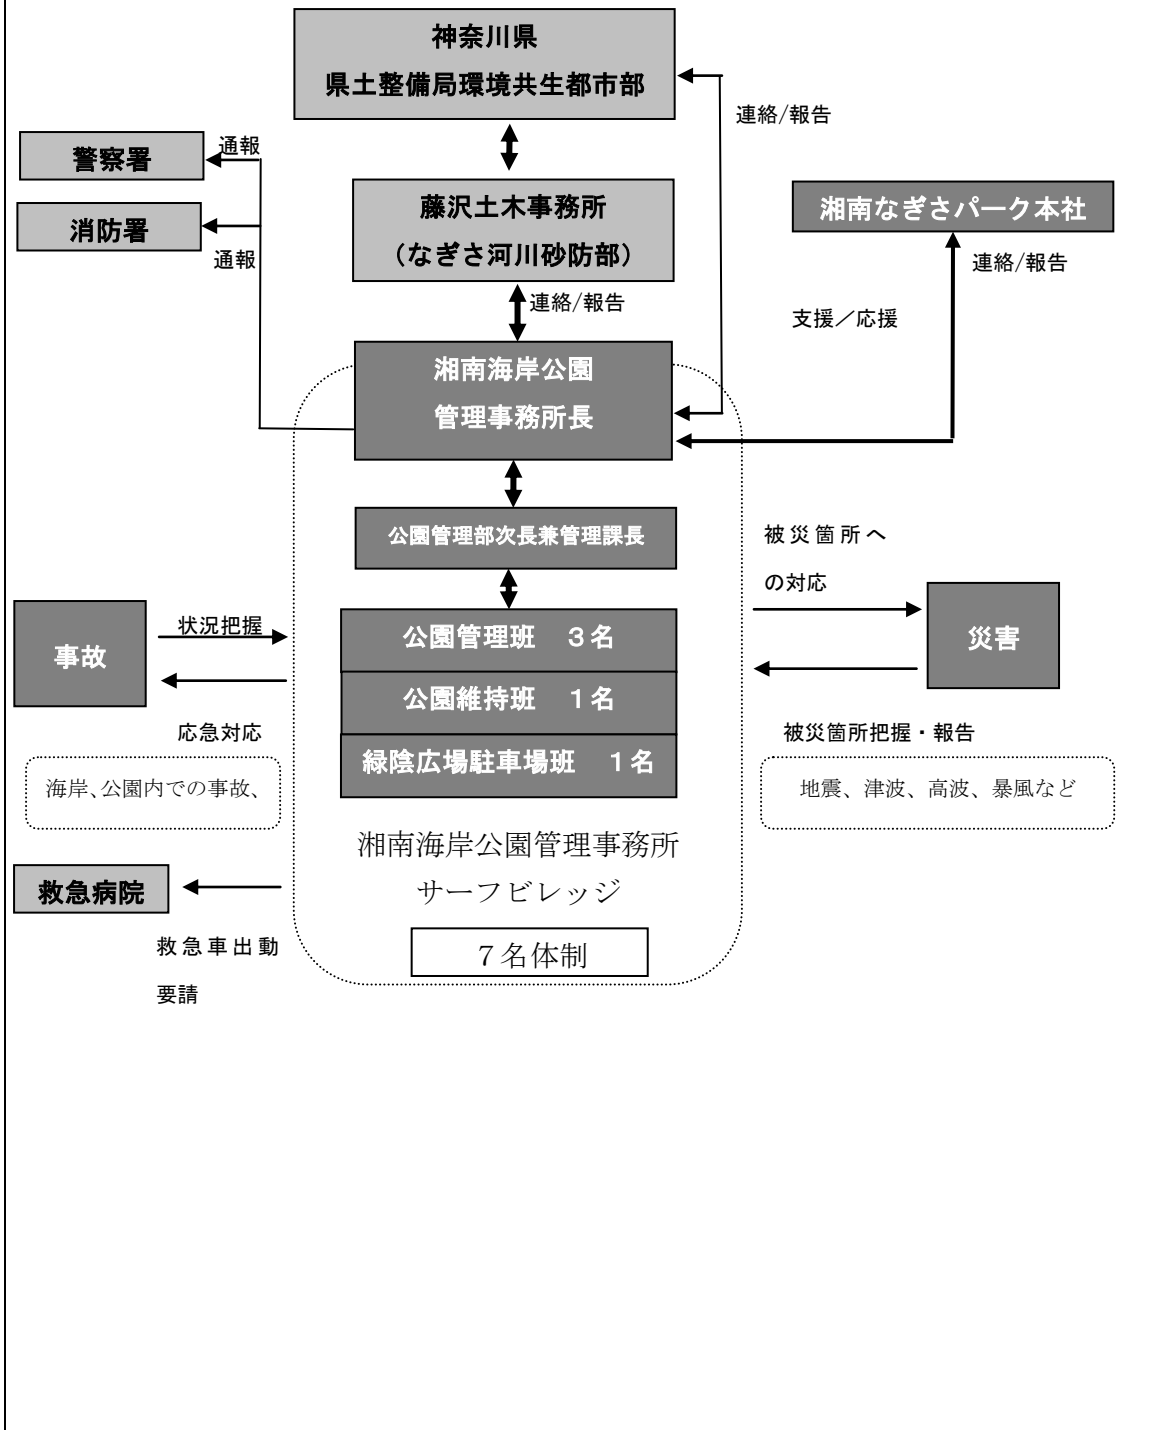 神奈川県
県土整備局環境共生都市部
連絡/報告
通報
警察署
消防署
通報
藤沢土木事務所
（なぎさ河川砂防部）
湘南なぎさパーク本社
連絡/報告
連絡/報告
支援／応援
湘南海岸公園
管理事務所長
公園管理部次長兼管理課長
被災箇所へ
の対応
事故
状況把握
応急対応
公園管理班　３名
公園維持班　１名
緑陰広場駐車場班　１名
災害
被災箇所把握・報告
海岸、公園内での事故、
地震、津波、高波、暴風など
湘南海岸公園管理事務所
サーフビレッジ
７名体制
救急病院
救急車出動
要請